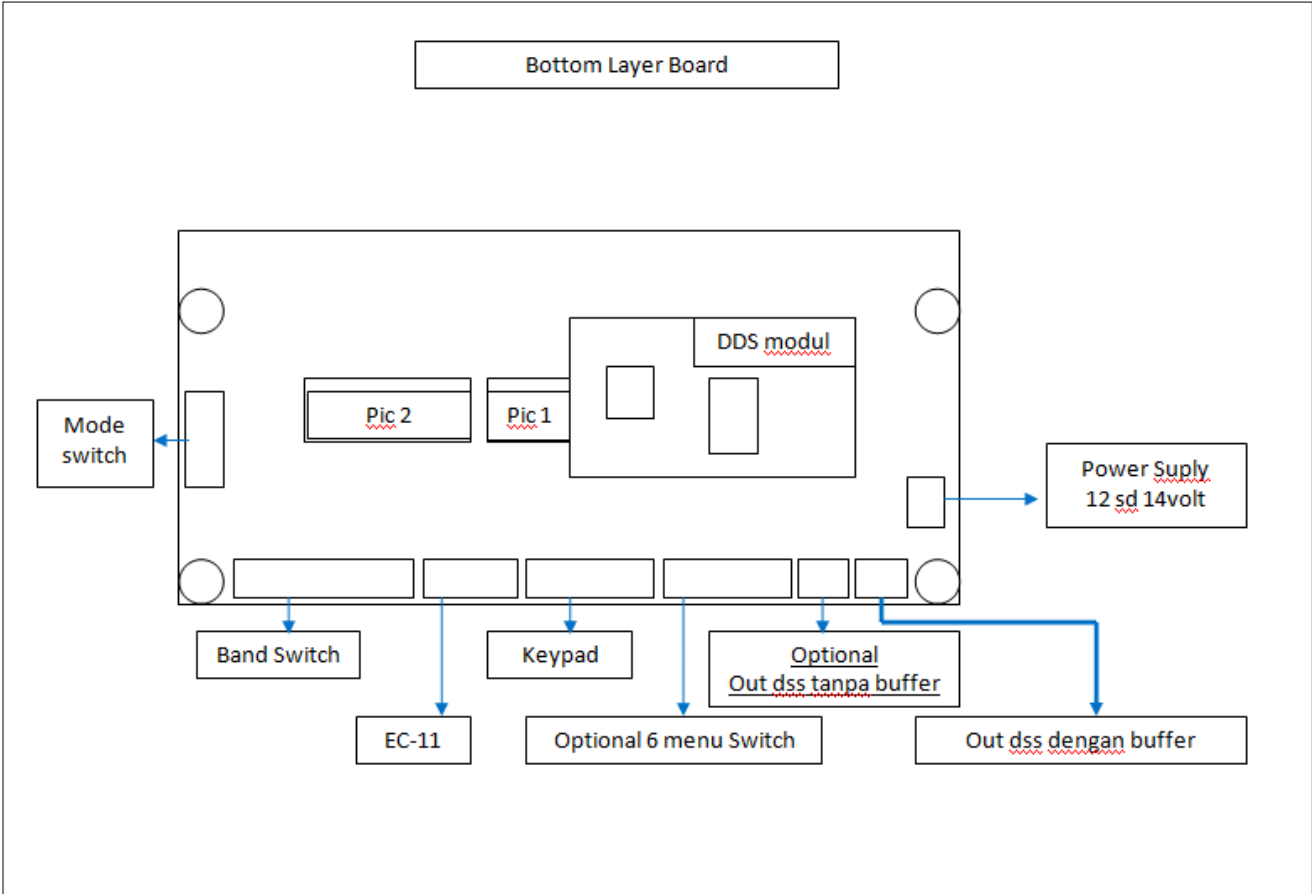 Bottom Layer Board
DDS modul
Pic 2
Pic 1
Mode
switch
Power Suply
12 sd 14volt
Band Switch
Keypad
Optional
Out dss tanpa buffer
EC-11
Optional 6 menu Switch
Out dss dengan buffer